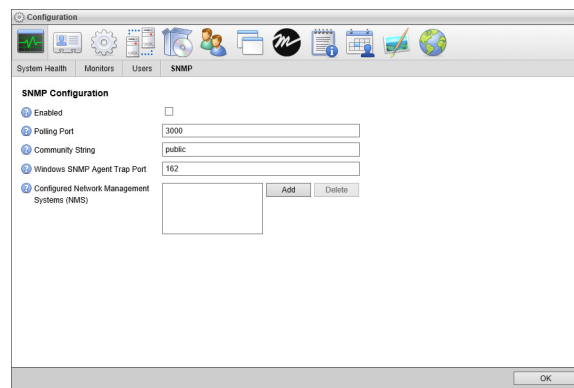 Configuration
System Health Monitors Users SNMP
SNMP Configuration
Enabled
Polling Port 3000
Community String public
Windows SNMP Agent Trap Port 162
Configured Network Management Systems (NMS)
Add Delete
OK